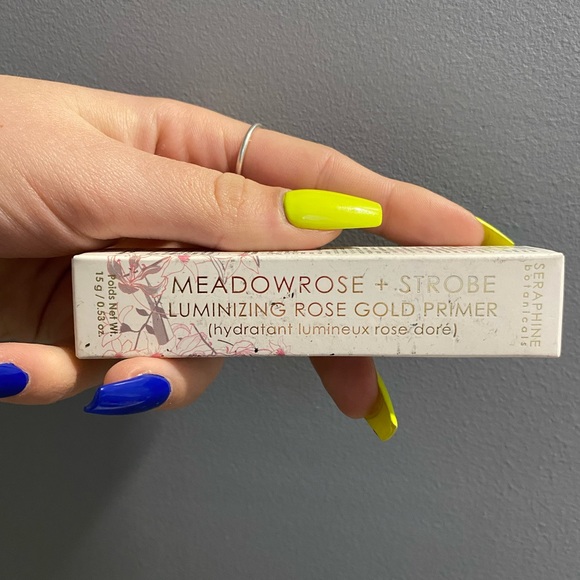 MEADOWROSE + STROBE
LUMINIZING ROSE GOLD PRIMER
(hydratant lumineux rose doré)
SERAPHINE
botanicals
Poids Net Wt.
15 g / 0.53 oz.